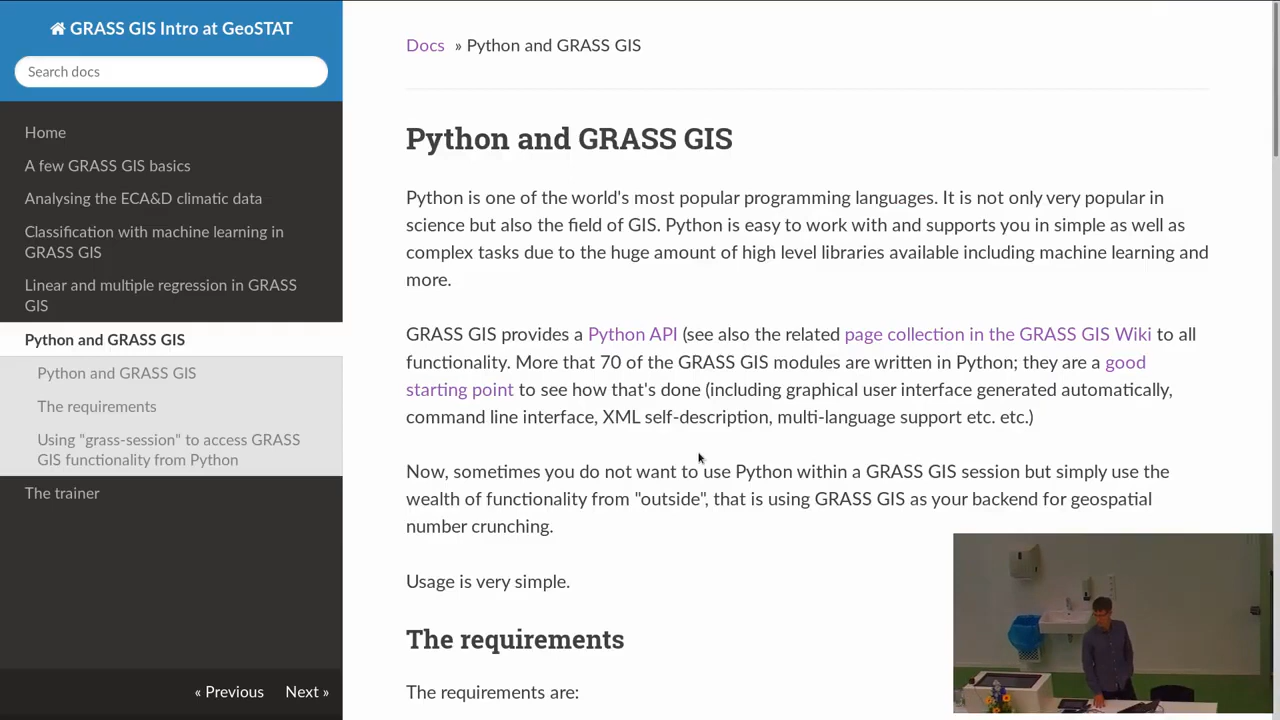 GRASS GIS Intro at GeoSTAT
Search docs
Home
A few GRASS GIS basics
Analysing the ECA&D climatic data
Classification with machine learning in
GRASS GIS
Linear and multiple regression in GRASS
GIS
Python and GRASS GIS
Python and GRASS GIS
The requirements
Using "grass-session" to access GRASS
GIS functionality from Python
The trainer
« Previous Next »
Docs » Python and GRASS GIS
Python and GRASS GIS
Python is one of the world's most popular programming languages. It is not only very popular in
science but also the field of GIS. Python is easy to work with and supports you in simple as well as
complex tasks due to the huge amount of high level libraries available including machine learning and
more.
GRASS GIS provides a Python API (see also the related page collection in the GRASS GIS Wiki to all
functionality. More that 70 of the GRASS GIS modules are written in Python; they are a good
starting point to see how that's done (including graphical user interface generated automatically,
command line interface, XML self-description, multi-language support etc. etc.)
Now, sometimes you do not want to use Python within a GRASS GIS session but simply use the
wealth of functionality from "outside", that is using GRASS GIS as your backend for geospatial
number crunching.
Usage is very simple.
The requirements
The requirements are: